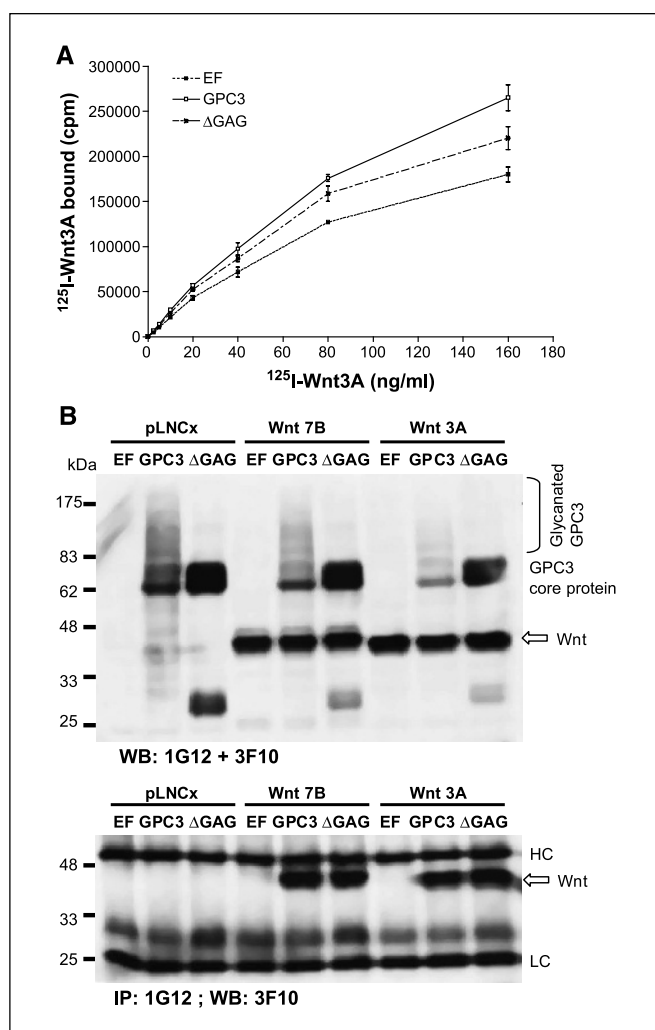 A
300000
250000
200000
150000
100000
50000
0
¹²⁵I-Wnt3A bound (cpm)
EF
GPC3
ΔGAG
0 20 40 60 80 100 120 140 160 180
¹²⁵I-Wnt3A (ng/ml)
B
pLNCx Wnt 7B Wnt 3A
kDa EF GPC3 ΔGAG EF GPC3 ΔGAG EF GPC3 ΔGAG
175
83
62
48
33
25
Glycanated
GPC3
GPC3
core protein
Wnt
WB: 1G12 + 3F10
pLNCx Wnt 7B Wnt 3A
EF GPC3 ΔGAG EF GPC3 ΔGAG EF GPC3 ΔGAG
48
33
25
HC
Wnt
LC
IP: 1G12 ; WB: 3F10